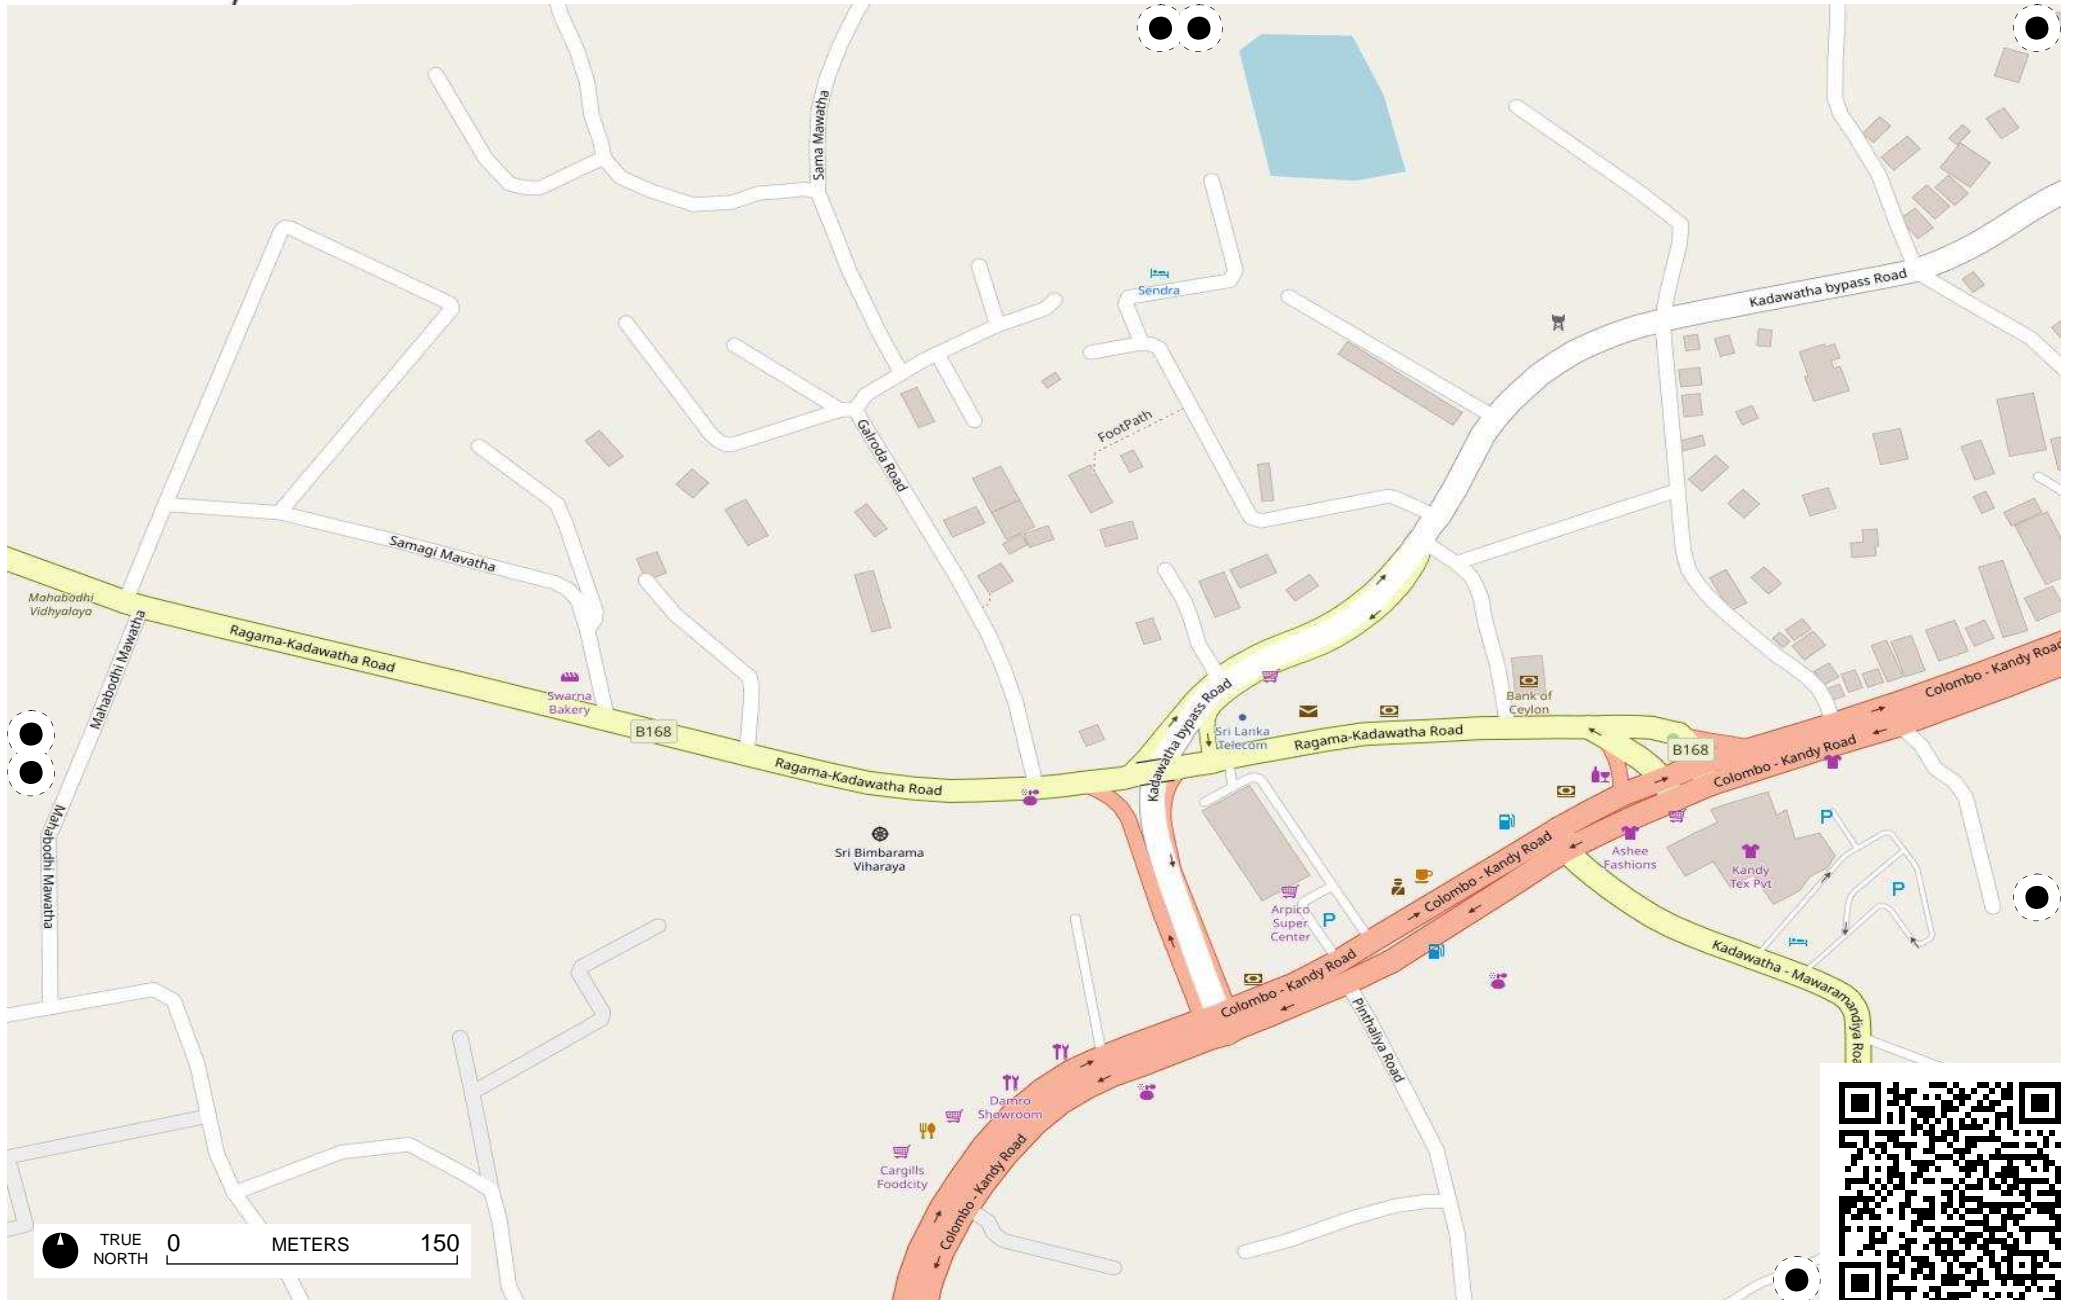 Sama Mawatha
Sendra
Kadawatha bypass Road
FootPath
Galroda Road
Samagi Mavatha
Mahabodhi
Vidhyalaya
Mahabodhi Mawatha
Ragama-Kadawatha Road
Swarna
Bakery
B168
Ragama-Kadawatha Road
Kadawatha bypass Road
Sri Lanka
Telecom
Ragama-Kadawatha Road
Bank of
Ceylon
B168
Colombo - Kandy Road
Colombo - Kandy Road
Mahabodhi Mawatha
Sri Bimbarama
Viharaya
Arpico
Super
Center
P
Colombo - Kandy Road
Ashee
Fashions
Kandy
Tex Pvt
P
P
Kadawatha - Mawaramandiya Roa
Colombo - Kandy Road
Pinthaliya Road
Damro
Showroom
Cargills
Foodcity
Colombo - Kandy Road
TRUE
NORTH
0 METERS 150